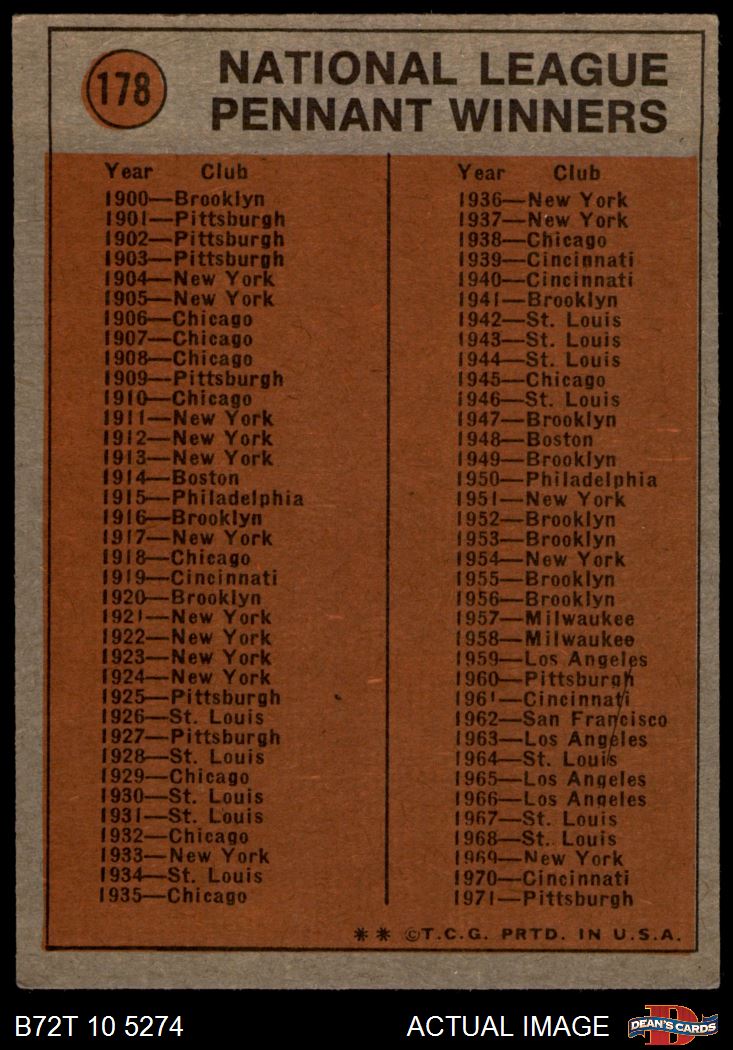 178
NATIONAL LEAGUE
PENNANT WINNERS
Year Club
1900—Brooklyn
1901—Pittsburgh
1902—Pittsburgh
1903—Pittsburgh
1904—New York
1905—New York
1906—Chicago
1907—Chicago
1908—Chicago
1909—Pittsburgh
1910—Chicago
1911—New York
1912—New York
1913—New York
1914—Boston
1915—Philadelphia
1916—Brooklyn
1917—New York
1918—Chicago
1919—Cincinnati
1920—Brooklyn
1921—New York
1922—New York
1923—New York
1924—New York
1925—Pittsburgh
1926—St. Louis
1927—Pittsburgh
1928—St. Louis
1929—Chicago
1930—St. Louis
1931—St. Louis
1932—Chicago
1933—New York
1934—St. Louis
1935—Chicago
Year Club
1936—New York
1937—New York
1938—Chicago
1939—Cincinnati
1940—Cincinnati
1941—Brooklyn
1942—St. Louis
1943—St. Louis
1944—St. Louis
1945—Chicago
1946—St. Louis
1947—Brooklyn
1948—Boston
1949—Brooklyn
1950—Philadelphia
1951—New York
1952—Brooklyn
1953—Brooklyn
1954—New York
1955—Brooklyn
1956—Brooklyn
1957—Milwaukee
1958—Milwaukee
1959—Los Angeles
1960—Pittsburgh
1961—Cincinnati
1962—San Francisco
1963—Los Angeles
1964—St. Louis
1965—Los Angeles
1966—Los Angeles
1967—St. Louis
1968—St. Louis
1969—New York
1970—Cincinnati
1971—Pittsburgh
** ©T.C.G. PRTD. IN U.S.A.
B72T 10 5274
ACTUAL IMAGE
D
DEAN'S CARDS